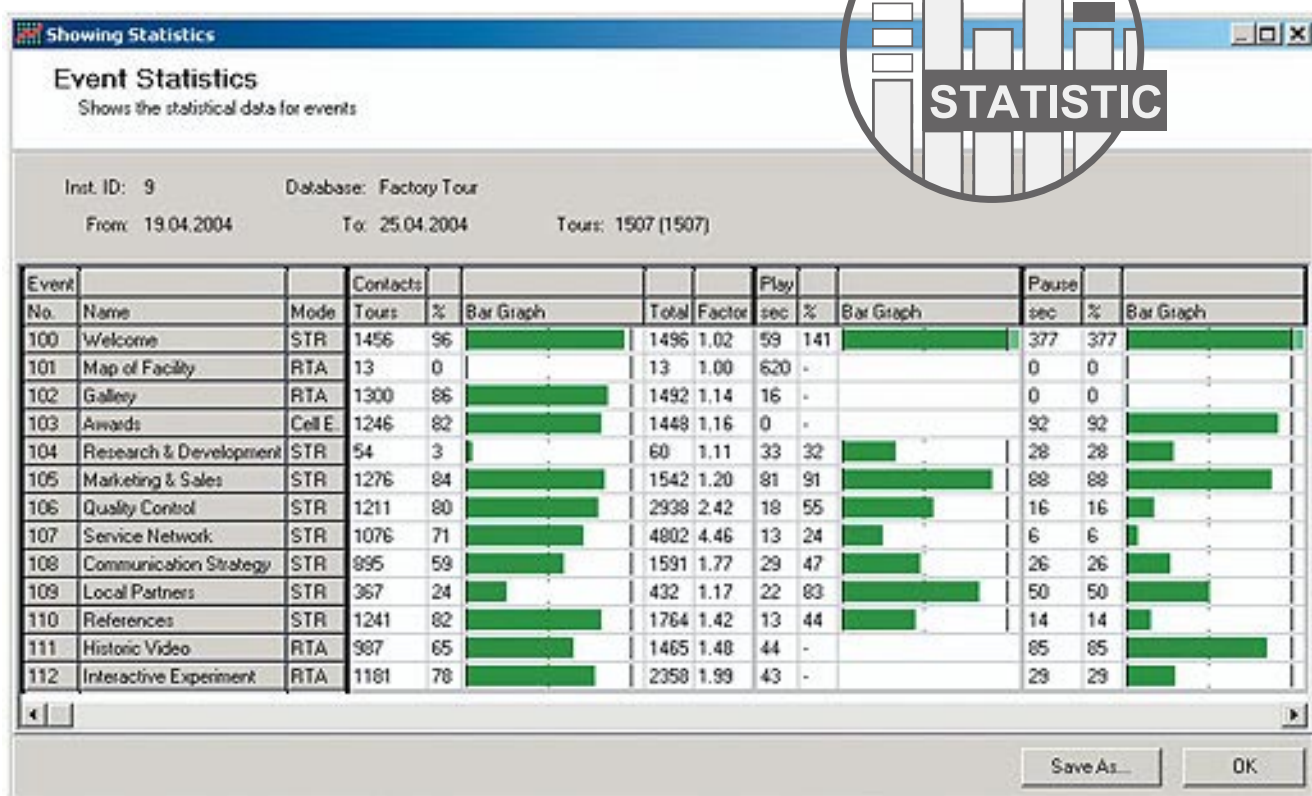 Showing Statistics
Event Statistics
Shows the statistical data for events
STATISTIC
Inst. ID: 9 Database: Factory Tour
From: 19.04.2004 To: 25.04.2004 Tours: 1507 (1507)
Event Contacts Play Pause
No. Name Mode Tours % Bar Graph Total Factor sec % Bar Graph sec % Bar Graph
100 Welcome STR 1456 96 1496 1.02 59 141 377 377
101 Map of Facility RTA 13 0 13 1.00 620 - 0 0
102 Gallery RTA 1300 86 1492 1.14 16 - 0 0
103 Awards Cell E. 1246 82 1448 1.16 0 - 92 92
104 Research & Development STR 54 3 60 1.11 33 32 28 28
105 Marketing & Sales STR 1276 84 1542 1.20 81 91 88 88
106 Quality Control STR 1211 80 2938 2.42 18 55 16 16
107 Service Network STR 1076 71 4802 4.46 13 24 6 6
108 Communication Strategy STR 895 59 1591 1.77 29 47 26 26
109 Local Partners STR 367 24 432 1.17 22 83 50 50
110 References STR 1241 82 1764 1.42 13 44 14 14
111 Historic Video RTA 987 65 1465 1.48 44 - 85 85
112 Interactive Experiment RTA 1181 78 2358 1.99 43 - 29 29
Save As... OK